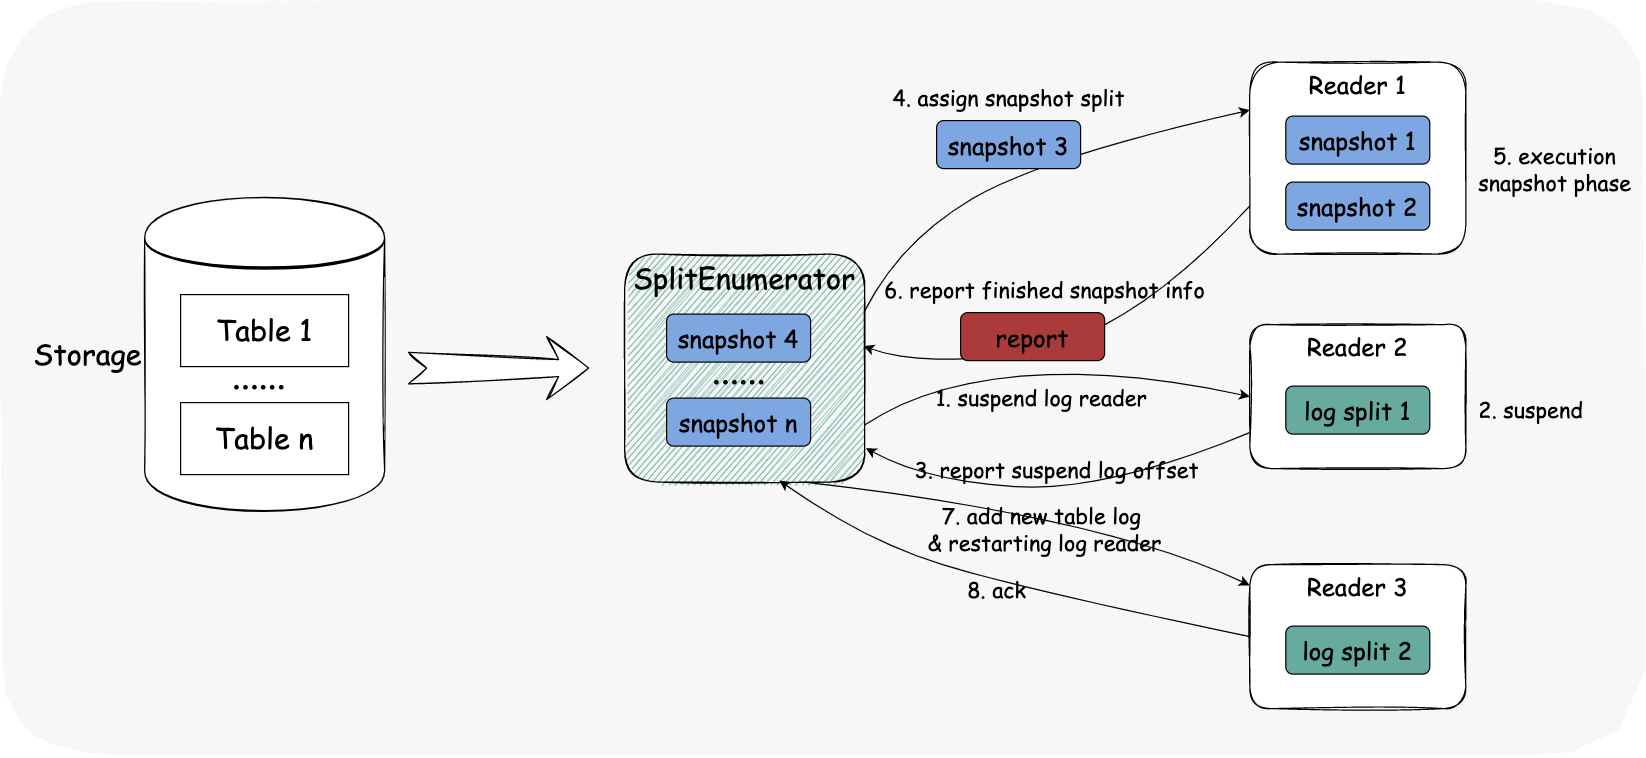 Storage
Table 1
......
Table n
SplitEnumerator
snapshot 4
......
snapshot n
4. assign snapshot split
snapshot 3
6. report finished snapshot info
report
1. suspend log reader
3. report suspend log offset
7. add new table log
& restarting log reader
8. ack
Reader 1
snapshot 1
snapshot 2
5. execution
snapshot phase
Reader 2
log split 1
2. suspend
Reader 3
log split 2